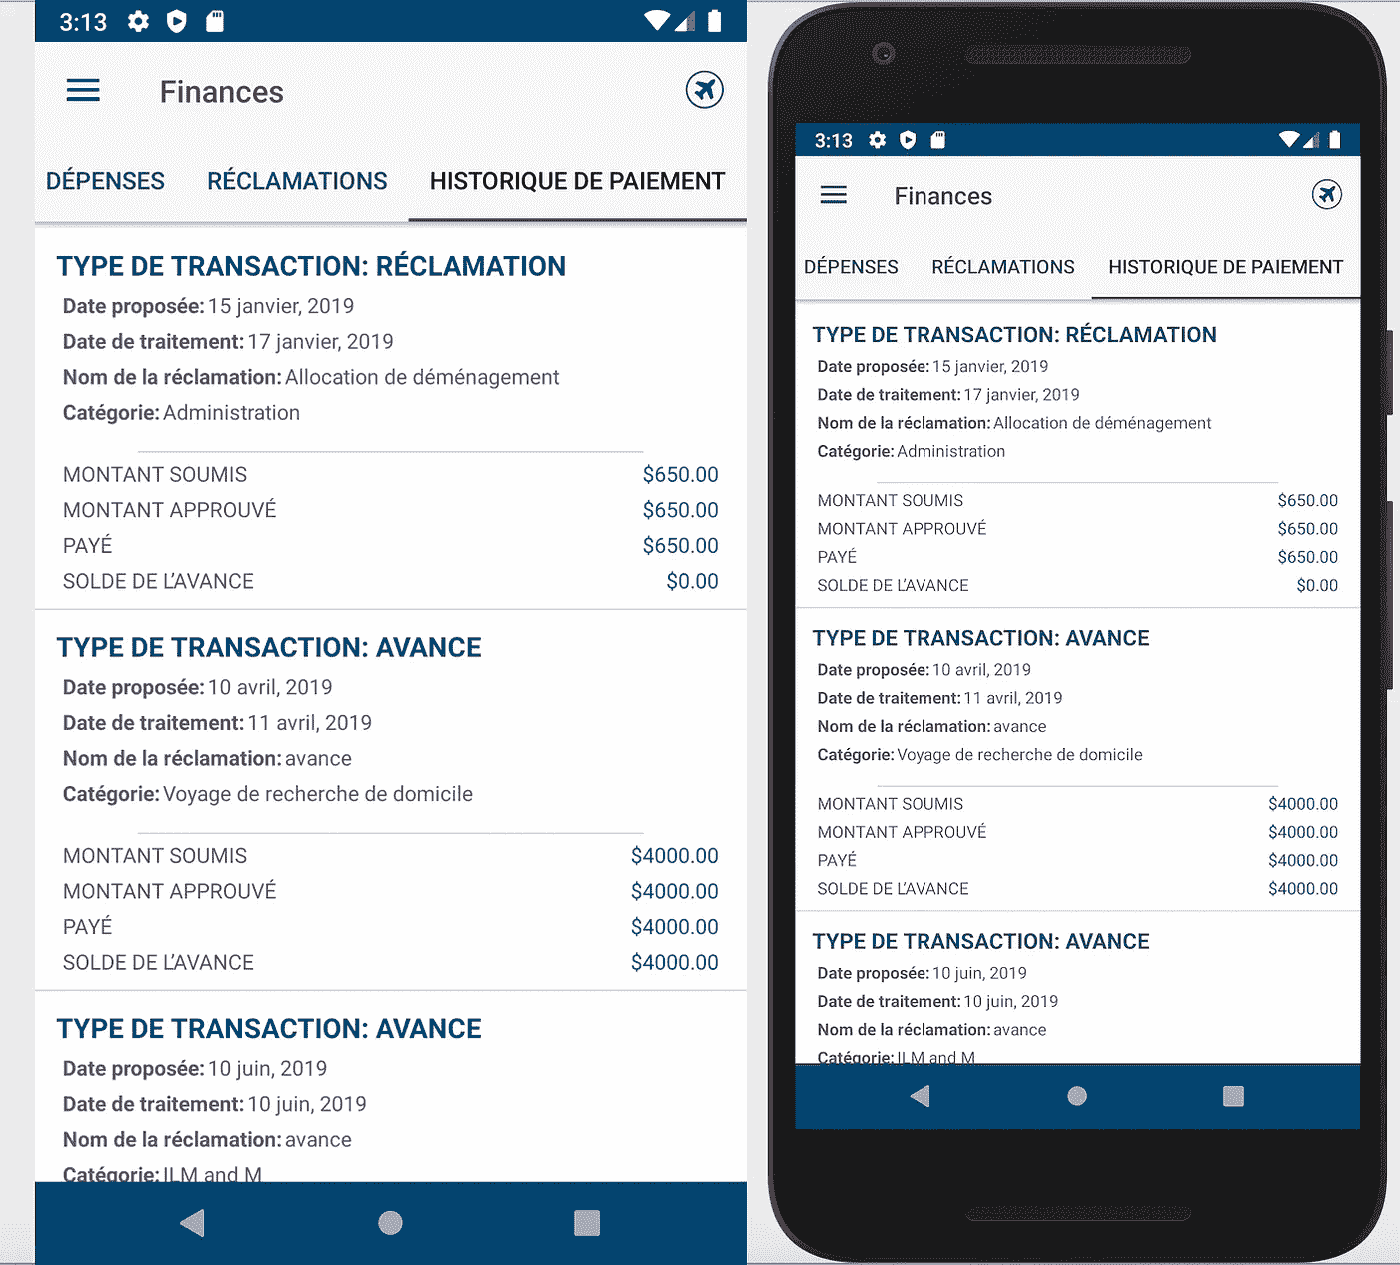 3:13
Finances
DÉPENSES RÉCLAMATIONS HISTORIQUE DE PAIEMENT
TYPE DE TRANSACTION: RÉCLAMATION
Date proposée: 15 janvier, 2019
Date de traitement: 17 janvier, 2019
Nom de la réclamation: Allocation de déménagement
Catégorie: Administration
MONTANT SOUMIS $650.00
MONTANT APPROUVÉ $650.00
PAYÉ $650.00
SOLDE DE L'AVANCE $0.00
TYPE DE TRANSACTION: AVANCE
Date proposée: 10 avril, 2019
Date de traitement: 11 avril, 2019
Nom de la réclamation: avance
Catégorie: Voyage de recherche de domicile
MONTANT SOUMIS $4000.00
MONTANT APPROUVÉ $4000.00
PAYÉ $4000.00
SOLDE DE L'AVANCE $4000.00
TYPE DE TRANSACTION: AVANCE
Date proposée: 10 juin, 2019
Date de traitement: 10 juin, 2019
Nom de la réclamation: avance
Catégorie: ILM and M
3:13
Finances
DÉPENSES RÉCLAMATIONS HISTORIQUE DE PAIEMENT
TYPE DE TRANSACTION: RÉCLAMATION
Date proposée: 15 janvier, 2019
Date de traitement: 17 janvier, 2019
Nom de la réclamation: Allocation de déménagement
Catégorie: Administration
MONTANT SOUMIS $650.00
MONTANT APPROUVÉ $650.00
PAYÉ $650.00
SOLDE DE L'AVANCE $0.00
TYPE DE TRANSACTION: AVANCE
Date proposée: 10 avril, 2019
Date de traitement: 11 avril, 2019
Nom de la réclamation: avance
Catégorie: Voyage de recherche de domicile
MONTANT SOUMIS $4000.00
MONTANT APPROUVÉ $4000.00
PAYÉ $4000.00
SOLDE DE L'AVANCE $4000.00
TYPE DE TRANSACTION: AVANCE
Date proposée: 10 juin, 2019
Date de traitement: 10 juin, 2019
Nom de la réclamation: avance
Catégorie: ILM and M